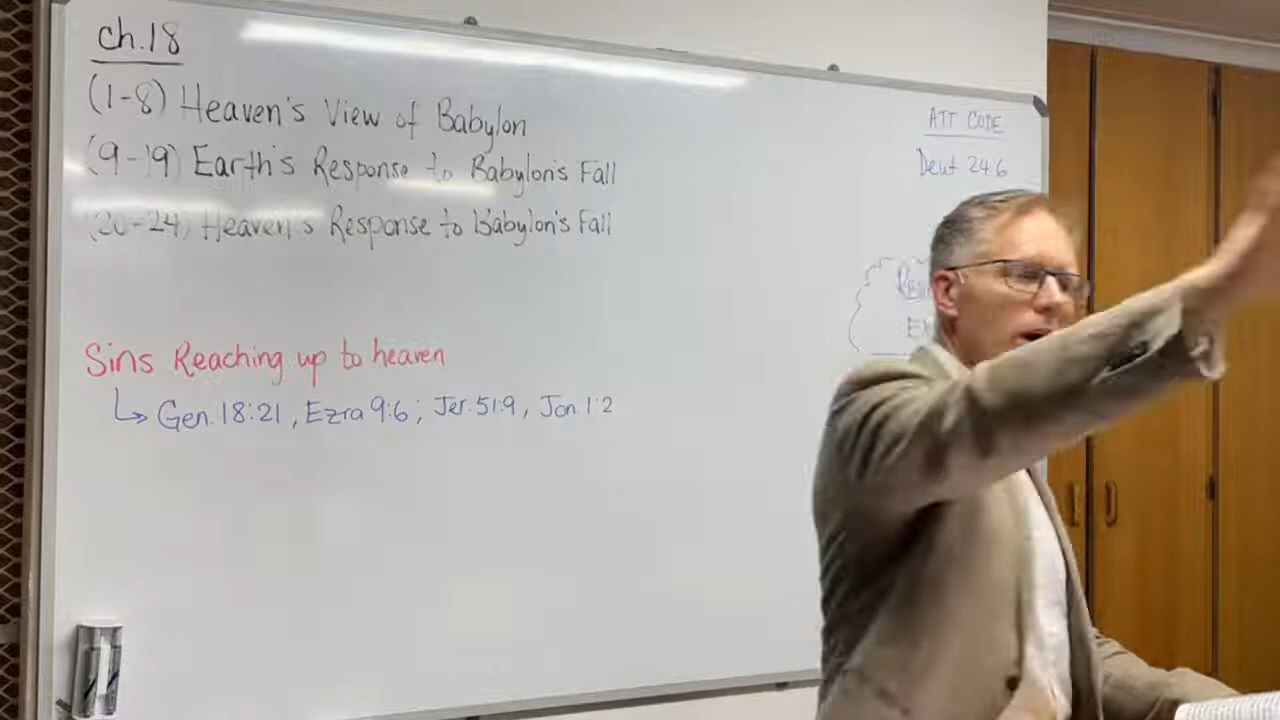 Ch.18
(1-8) Heaven's View of Babylon
(9-19) Earth's Response to Babylon's Fall
(20-24) Heaven's Response to Babylon's Fall
Sins Reaching up to heaven
↳ Gen. 18:21, Ezra 9:6; Jer. 51:9, Jon. 1:2
ATT CODE
Deut 24:6